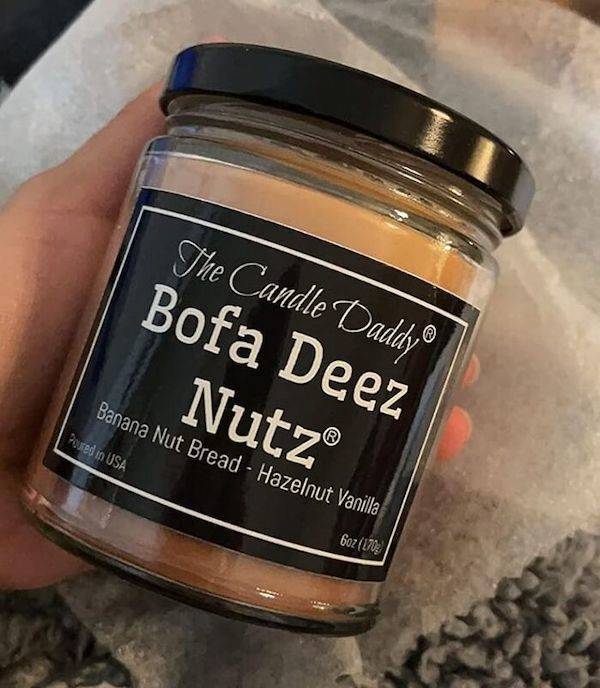 The Candle Daddy®
Bofa Deez
Nutz®
Banana Nut Bread - Hazelnut Vanilla
Poured in USA
6oz (170g)